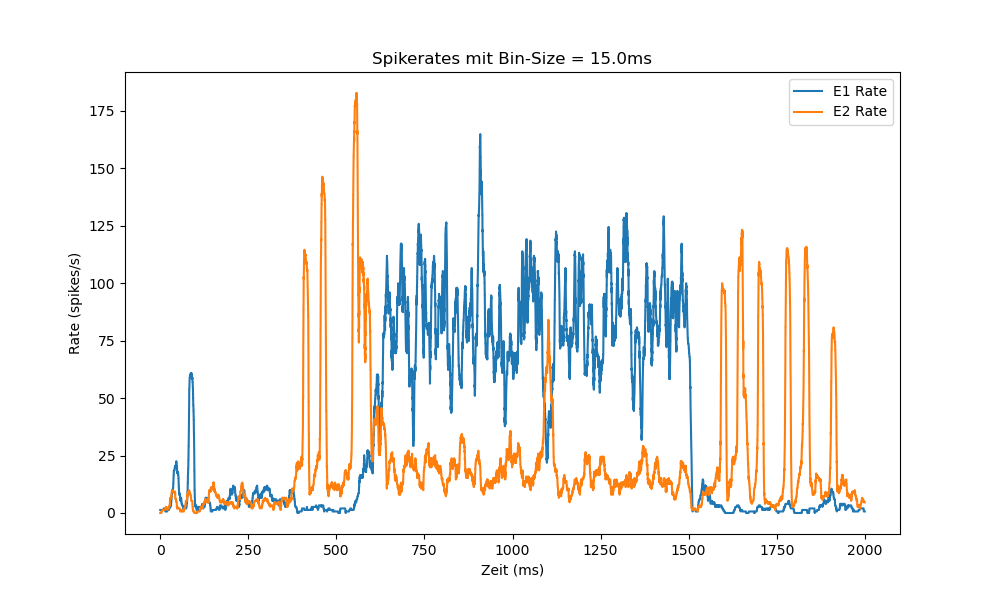 Spikerates mit Bin-Size = 15.0ms
E1 Rate
E2 Rate
175
150
125
100
75
50
25
0
Rate (spikes/s)
0 250 500 750 1000 1250 1500 1750 2000
Zeit (ms)